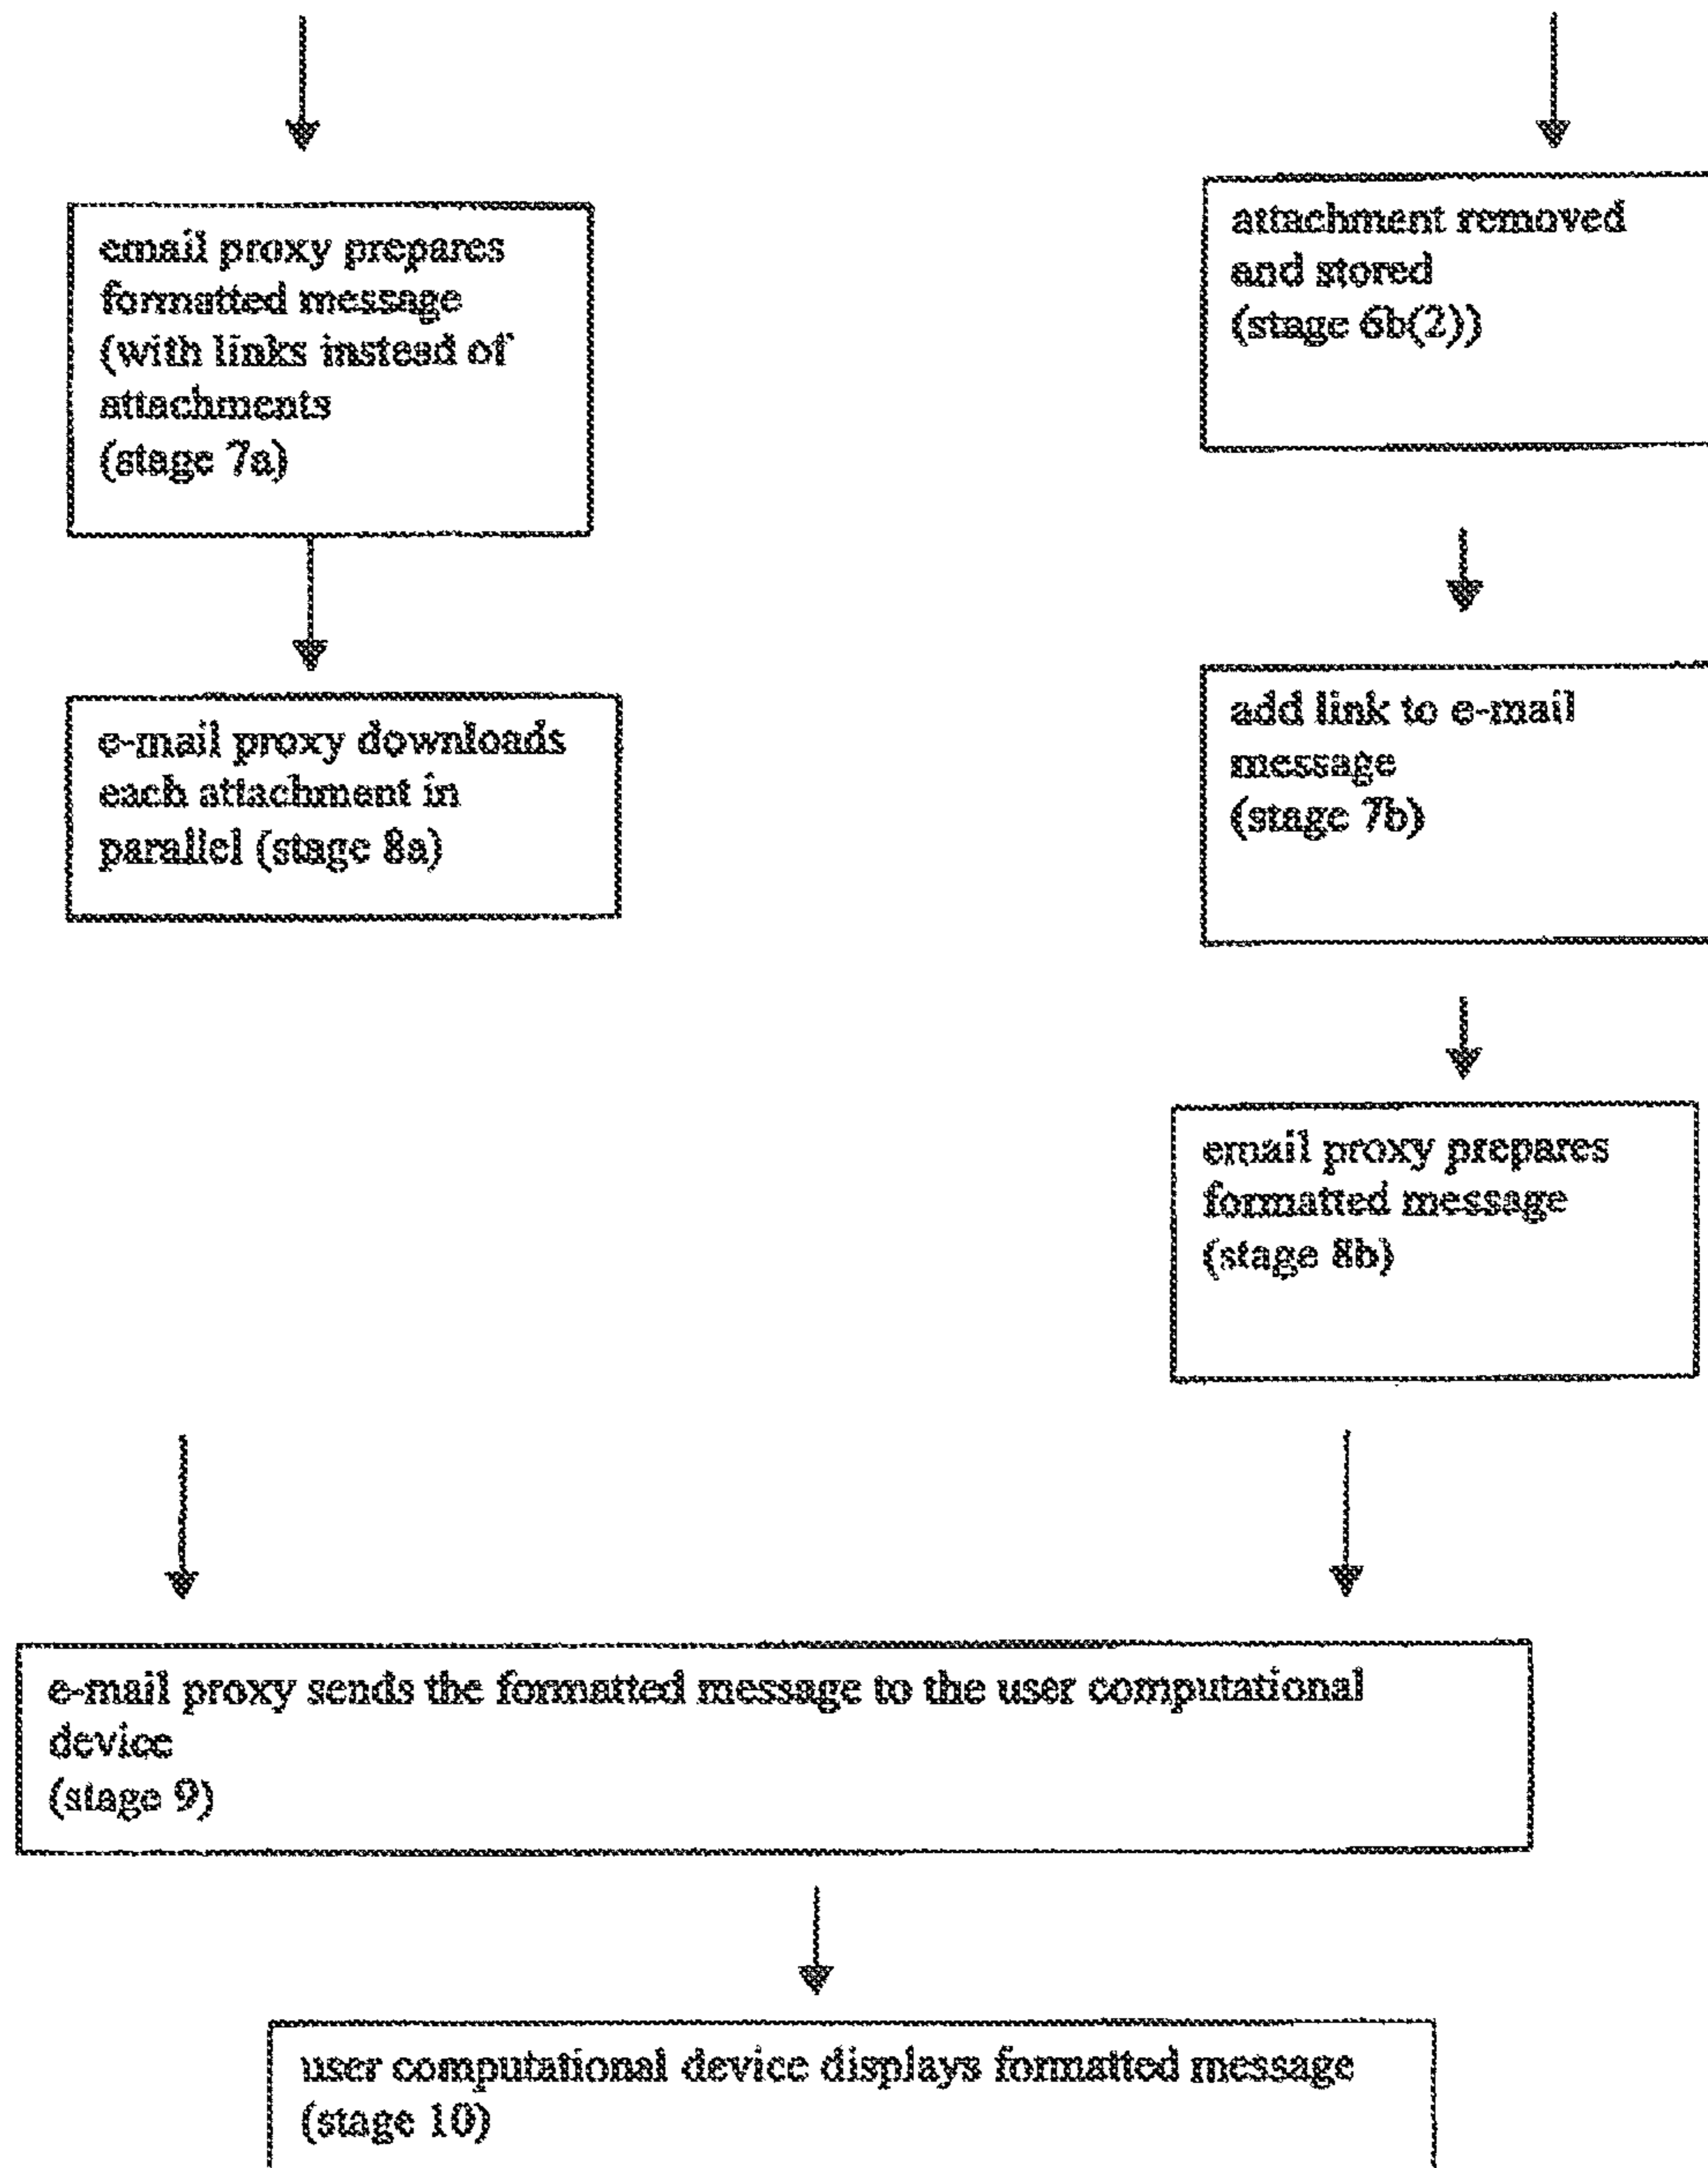 email proxy prepares
formatted message
(with links instead of
attachments
(stage 7a)
attachment removed
and stored
(stage 6b(2))
e-mail proxy downloads
each attachment in
parallel (stage 8a)
add link to e-mail
message
(stage 7b)
email proxy prepares
formatted message
(stage 8b)
e-mail proxy sends the formatted message to the user computational
device
(stage 9)
user computational device displays formatted message
(stage 10)